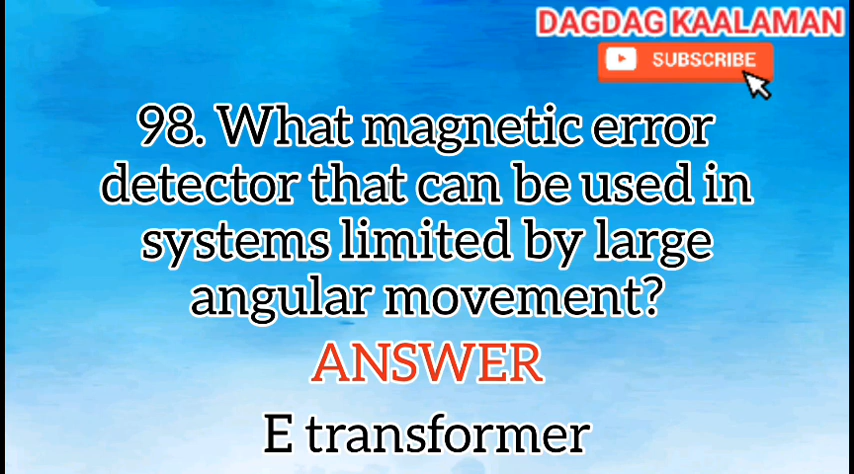 DAGDAG KAALAMAN
SUBSCRIBE
98. What magnetic error
detector that can be used in
systems limited by large
angular movement?
ANSWER
E transformer